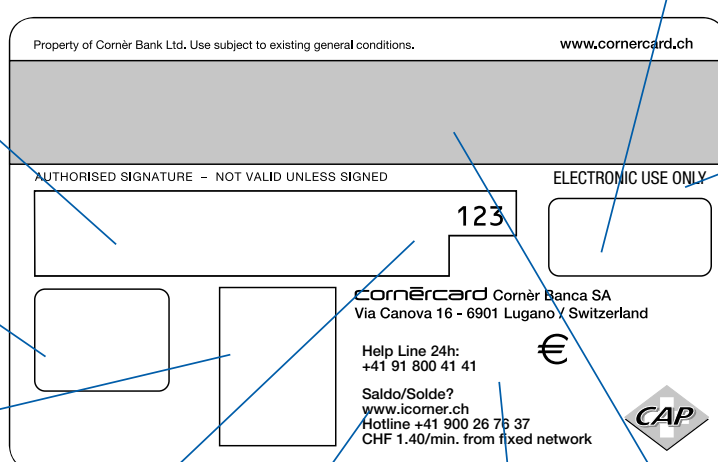 Property of Cornèr Bank Ltd. Use subject to existing general conditions.
www.cornercard.ch
AUTHORISED SIGNATURE – NOT VALID UNLESS SIGNED
ELECTRONIC USE ONLY
123
cornèrcard Cornèr Banca SA
Via Canova 16 - 6901 Lugano / Switzerland
Help Line 24h:
€
+41 91 800 41 41
Saldo/Solde?
www.icorner.ch
Hotline +41 900 26 76 37
CHF 1.40/min. from fixed network
CAP